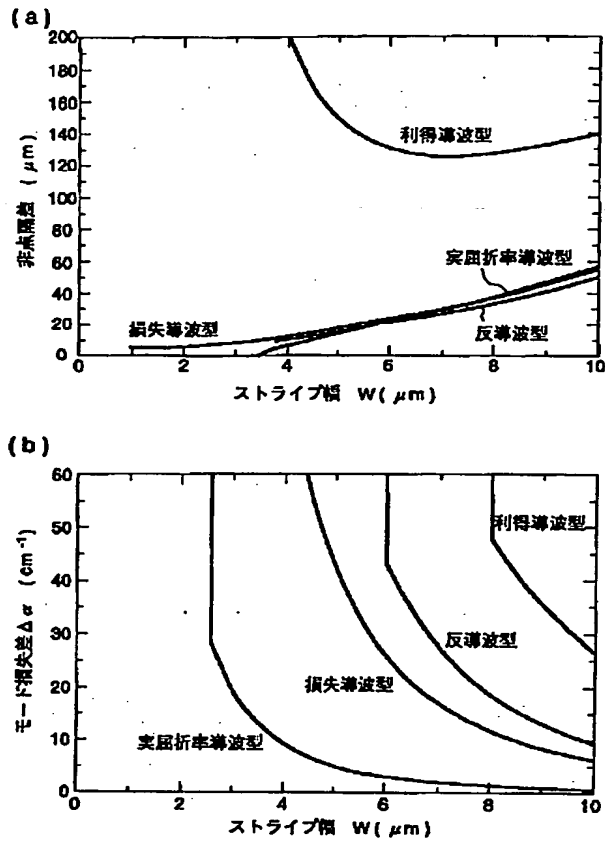 (a)
200
180
160
140
120
100
80
60
40
20
0
非点隔差 (μm)
利得導波型
実屈折率導波型
損失導波型
反導波型
0 2 4 6 8 10
ストライプ幅 W(μm)
(b)
60
50
40
30
20
10
0
モード損失差Δα (cm⁻¹)
利得導波型
反導波型
損失導波型
実屈折率導波型
0 2 4 6 8 10
ストライプ幅 W(μm)